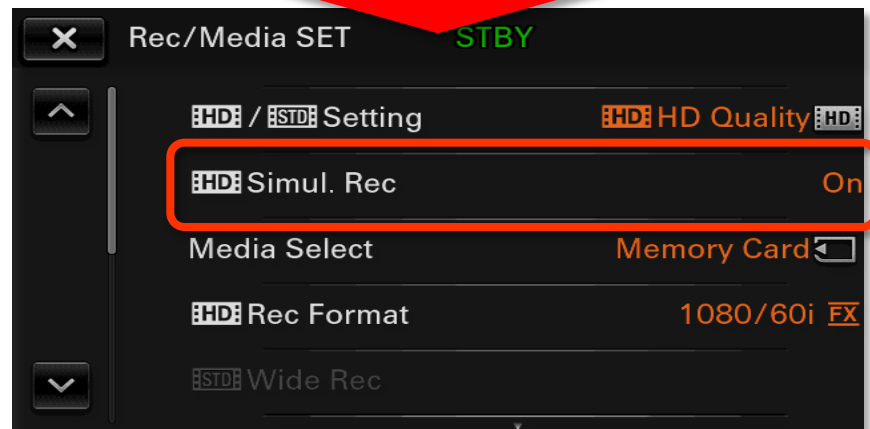 Rec/Media SET STBY
HD / STD Setting HD HD Quality HD
HD Simul. Rec On
Media Select Memory Card
HD Rec Format 1080/60i FX
STD Wide Rec